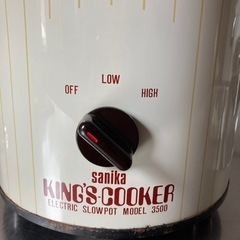 LOW
OFF HIGH
sanika
KING'S-COOKER
ELECTRIC SLOWPOT MODEL 3500